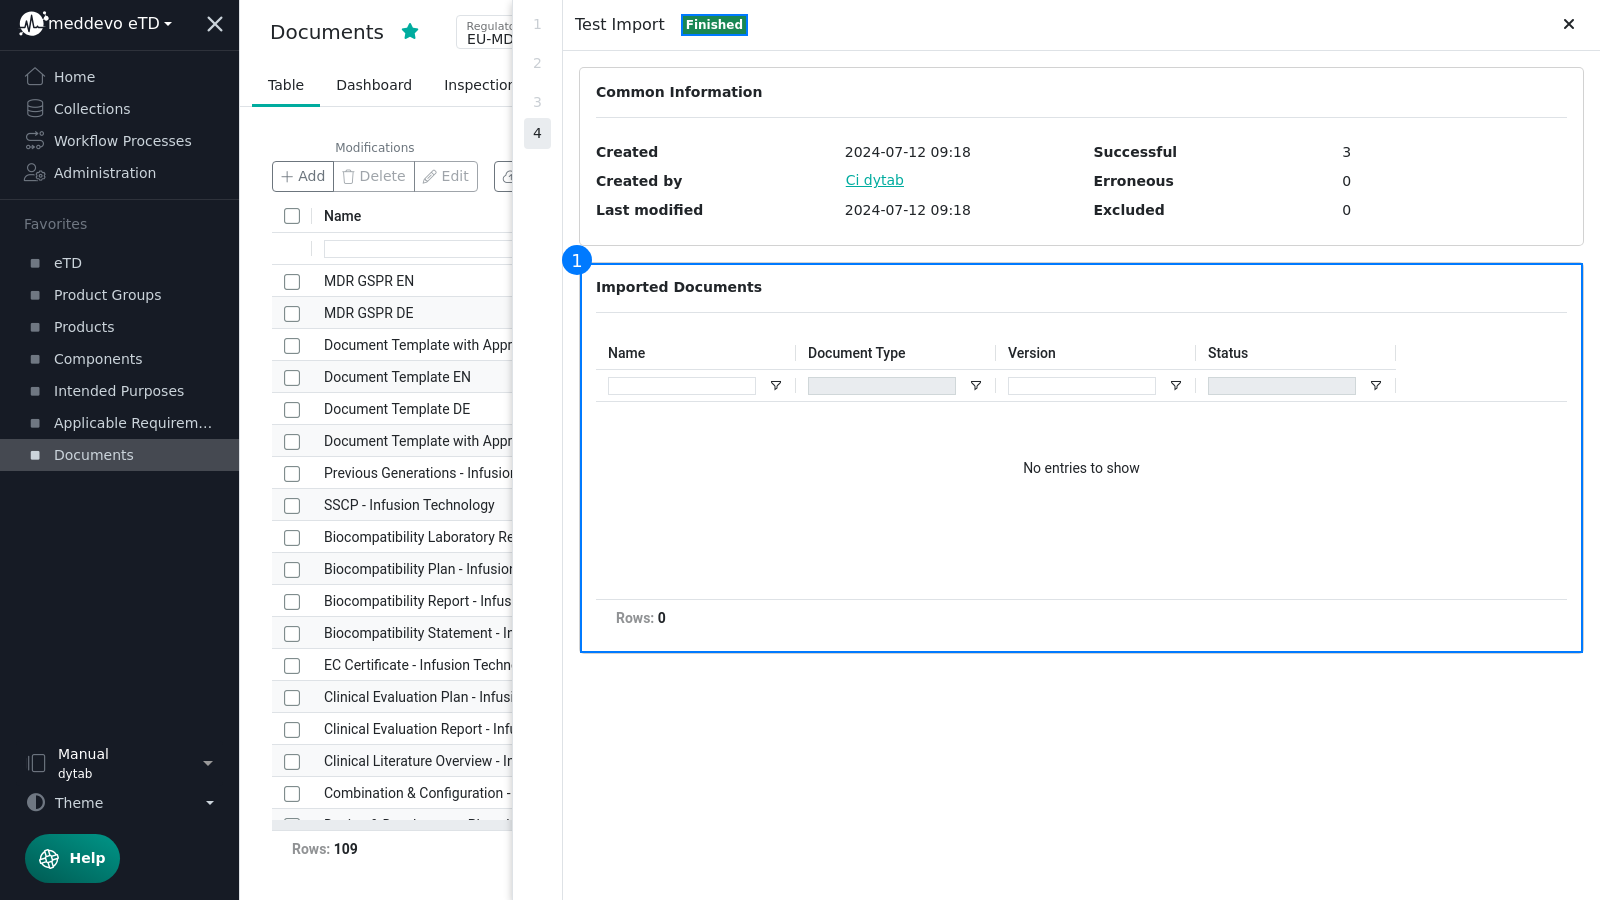 meddevo eTD
Home
Collections
Workflow Processes
Administration
Favorites
eTD
Product Groups
Products
Components
Intended Purposes
Applicable Requirem...
Documents
Manual
dytab
Theme
Help
Documents
Regulato
EU-MD
Table
Dashboard
Inspection
Modifications
Add
Delete
Edit
Name
MDR GSPR EN
MDR GSPR DE
Document Template with Appr
Document Template EN
Document Template DE
Document Template with Appr
Previous Generations - Infusion
SSCP - Infusion Technology
Biocompatibility Laboratory Re
Biocompatibility Plan - Infusion
Biocompatibility Report - Infus
Biocompatibility Statement - In
EC Certificate - Infusion Techn
Clinical Evaluation Plan - Infusi
Clinical Evaluation Report - Infu
Clinical Literature Overview - In
Combination & Configuration -
Rows: 109
1
2
3
4
Test Import
Finished
Common Information
Created 2024-07-12 09:18 Successful 3
Created by Ci dytab Erroneous 0
Last modified 2024-07-12 09:18 Excluded 0
1
Imported Documents
Name Document Type Version Status
No entries to show
Rows: 0